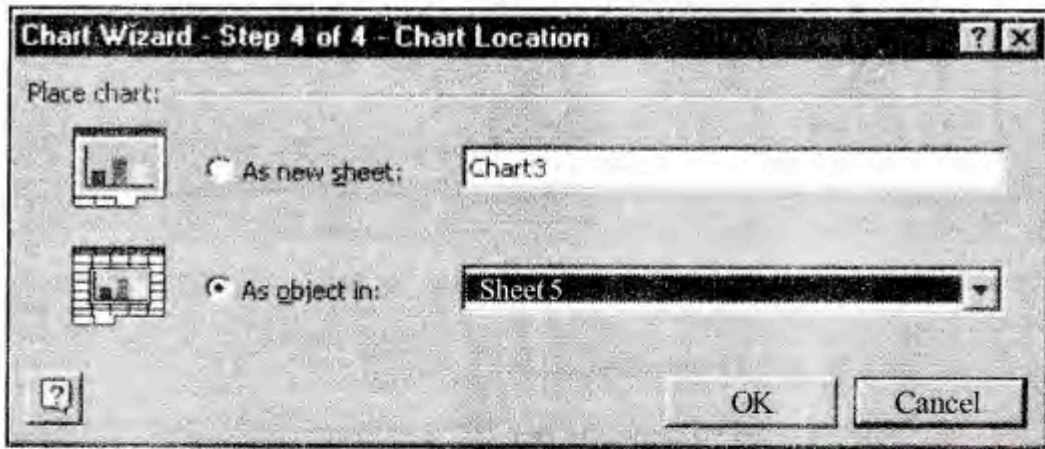 Chart Wizard - Step 4 of 4 - Chart Location
Place chart:
As new sheet: Chart3
As object in: Sheet 5
OK Cancel